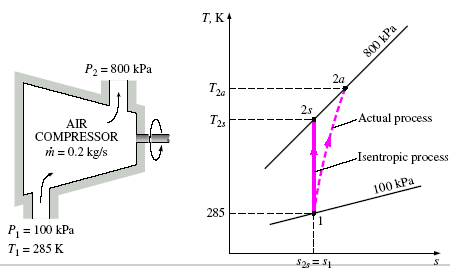 P₂ = 800 kPa
AIR
COMPRESSOR
ṁ = 0.2 kg/s
P₁ = 100 kPa
T₁ = 285 K
T, K
800 kPa
2a
T₂ₐ
2s
T₂ₛ
Actual process
Isentropic process
100 kPa
285
1
s₂ₛ = s₁
s